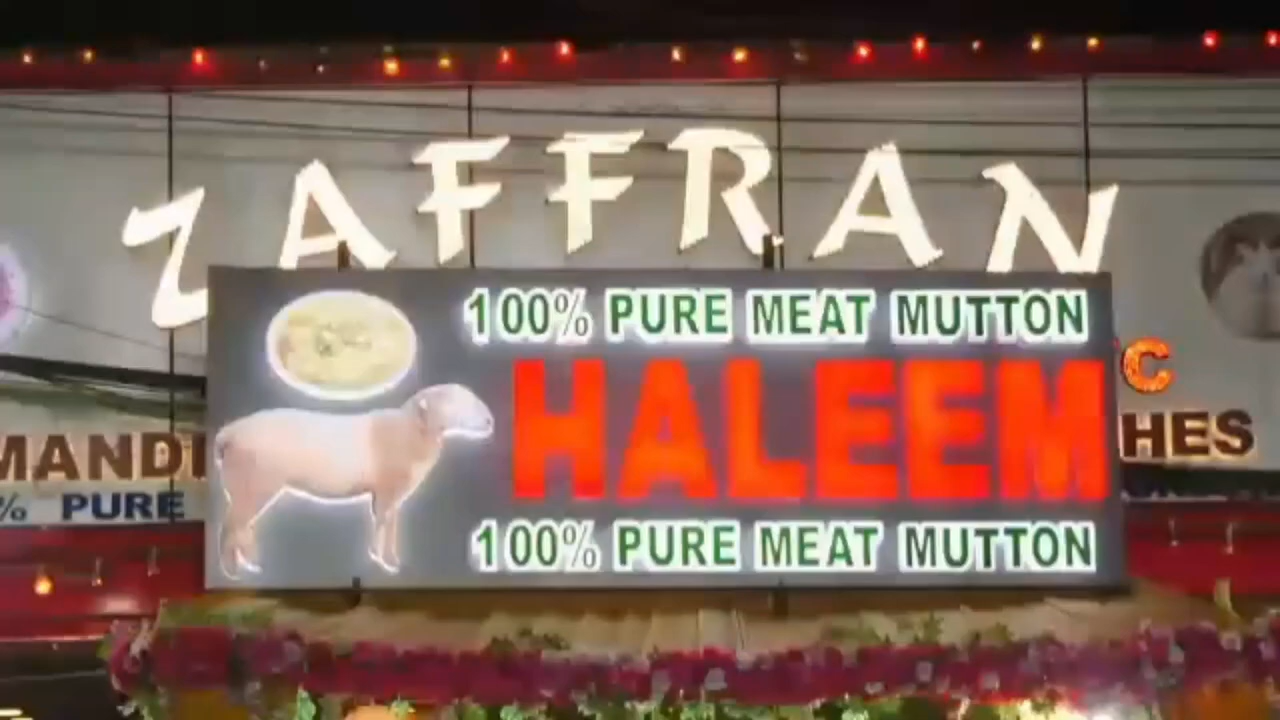 ZAFFRAN
100% PURE MEAT MUTTON
HALEEM
100% PURE MEAT MUTTON
C
HES
MANDI
% PURE